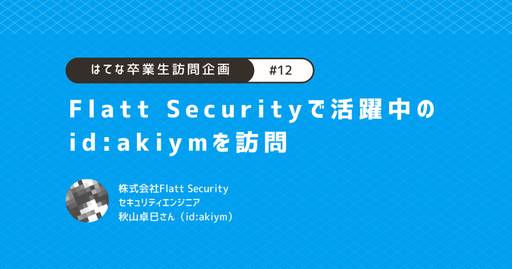 はてな卒業生訪問企画 #12
Flatt Securityで活躍中の
id:akiymを訪問
株式会社Flatt Security
セキュリティエンジニア
秋山卓巳さん（id:akiym）